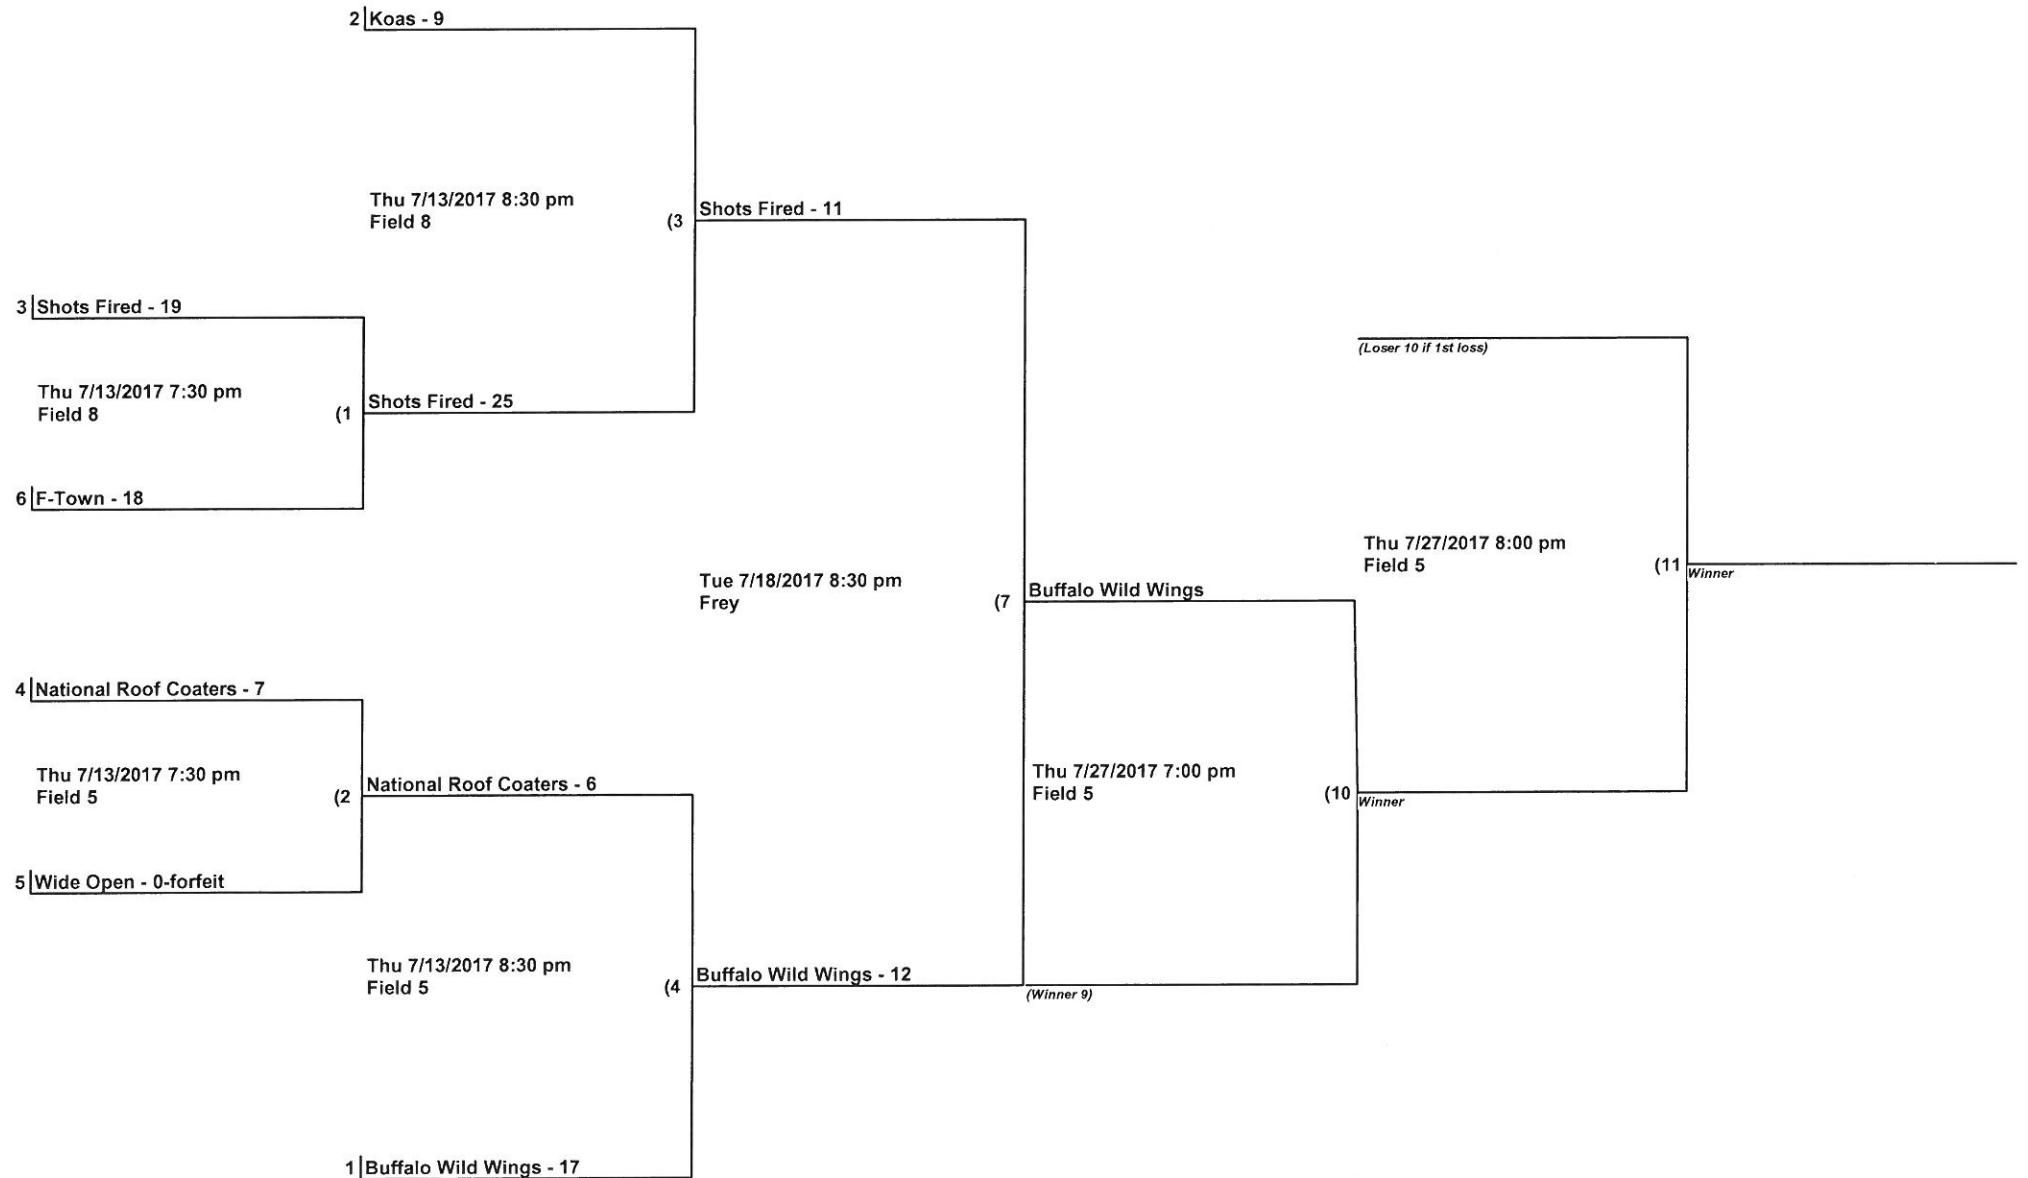 2 Koas - 9
Thu 7/13/2017 8:30 pm
Field 8
(3
Shots Fired - 11
3 Shots Fired - 19
(Loser 10 if 1st loss)
Thu 7/13/2017 7:30 pm
Field 8
(1
Shots Fired - 25
6 F-Town - 18
Thu 7/27/2017 8:00 pm
Field 5
(11
Winner
Tue 7/18/2017 8:30 pm
Frey
(7
Buffalo Wild Wings
4 National Roof Coaters - 7
Thu 7/13/2017 7:30 pm
Field 5
(2
National Roof Coaters - 6
Thu 7/27/2017 7:00 pm
Field 5
(10
Winner
5 Wide Open - 0-forfeit
Thu 7/13/2017 8:30 pm
Field 5
(4
Buffalo Wild Wings - 12
(Winner 9)
1 Buffalo Wild Wings - 17